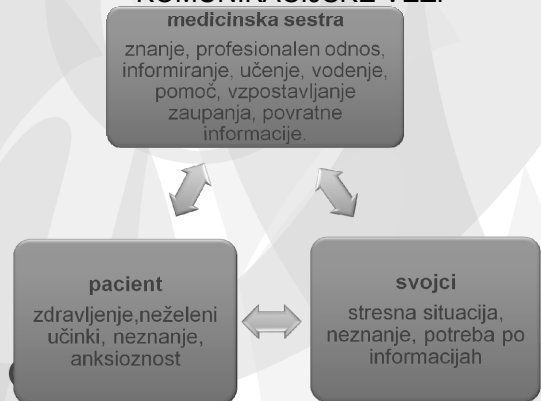 KOMUNIKACIJSKE VEZI
medicinska sestra
znanje, profesionalen odnos,
informiranje, učenje, vodenje,
pomoč, vzpostavljanje
zaupanja, povratne
informacije.
pacient
zdravljenje,neželeni
učinki, neznanje,
anksioznost
svojci
stresna situacija,
neznanje, potreba po
informacijah